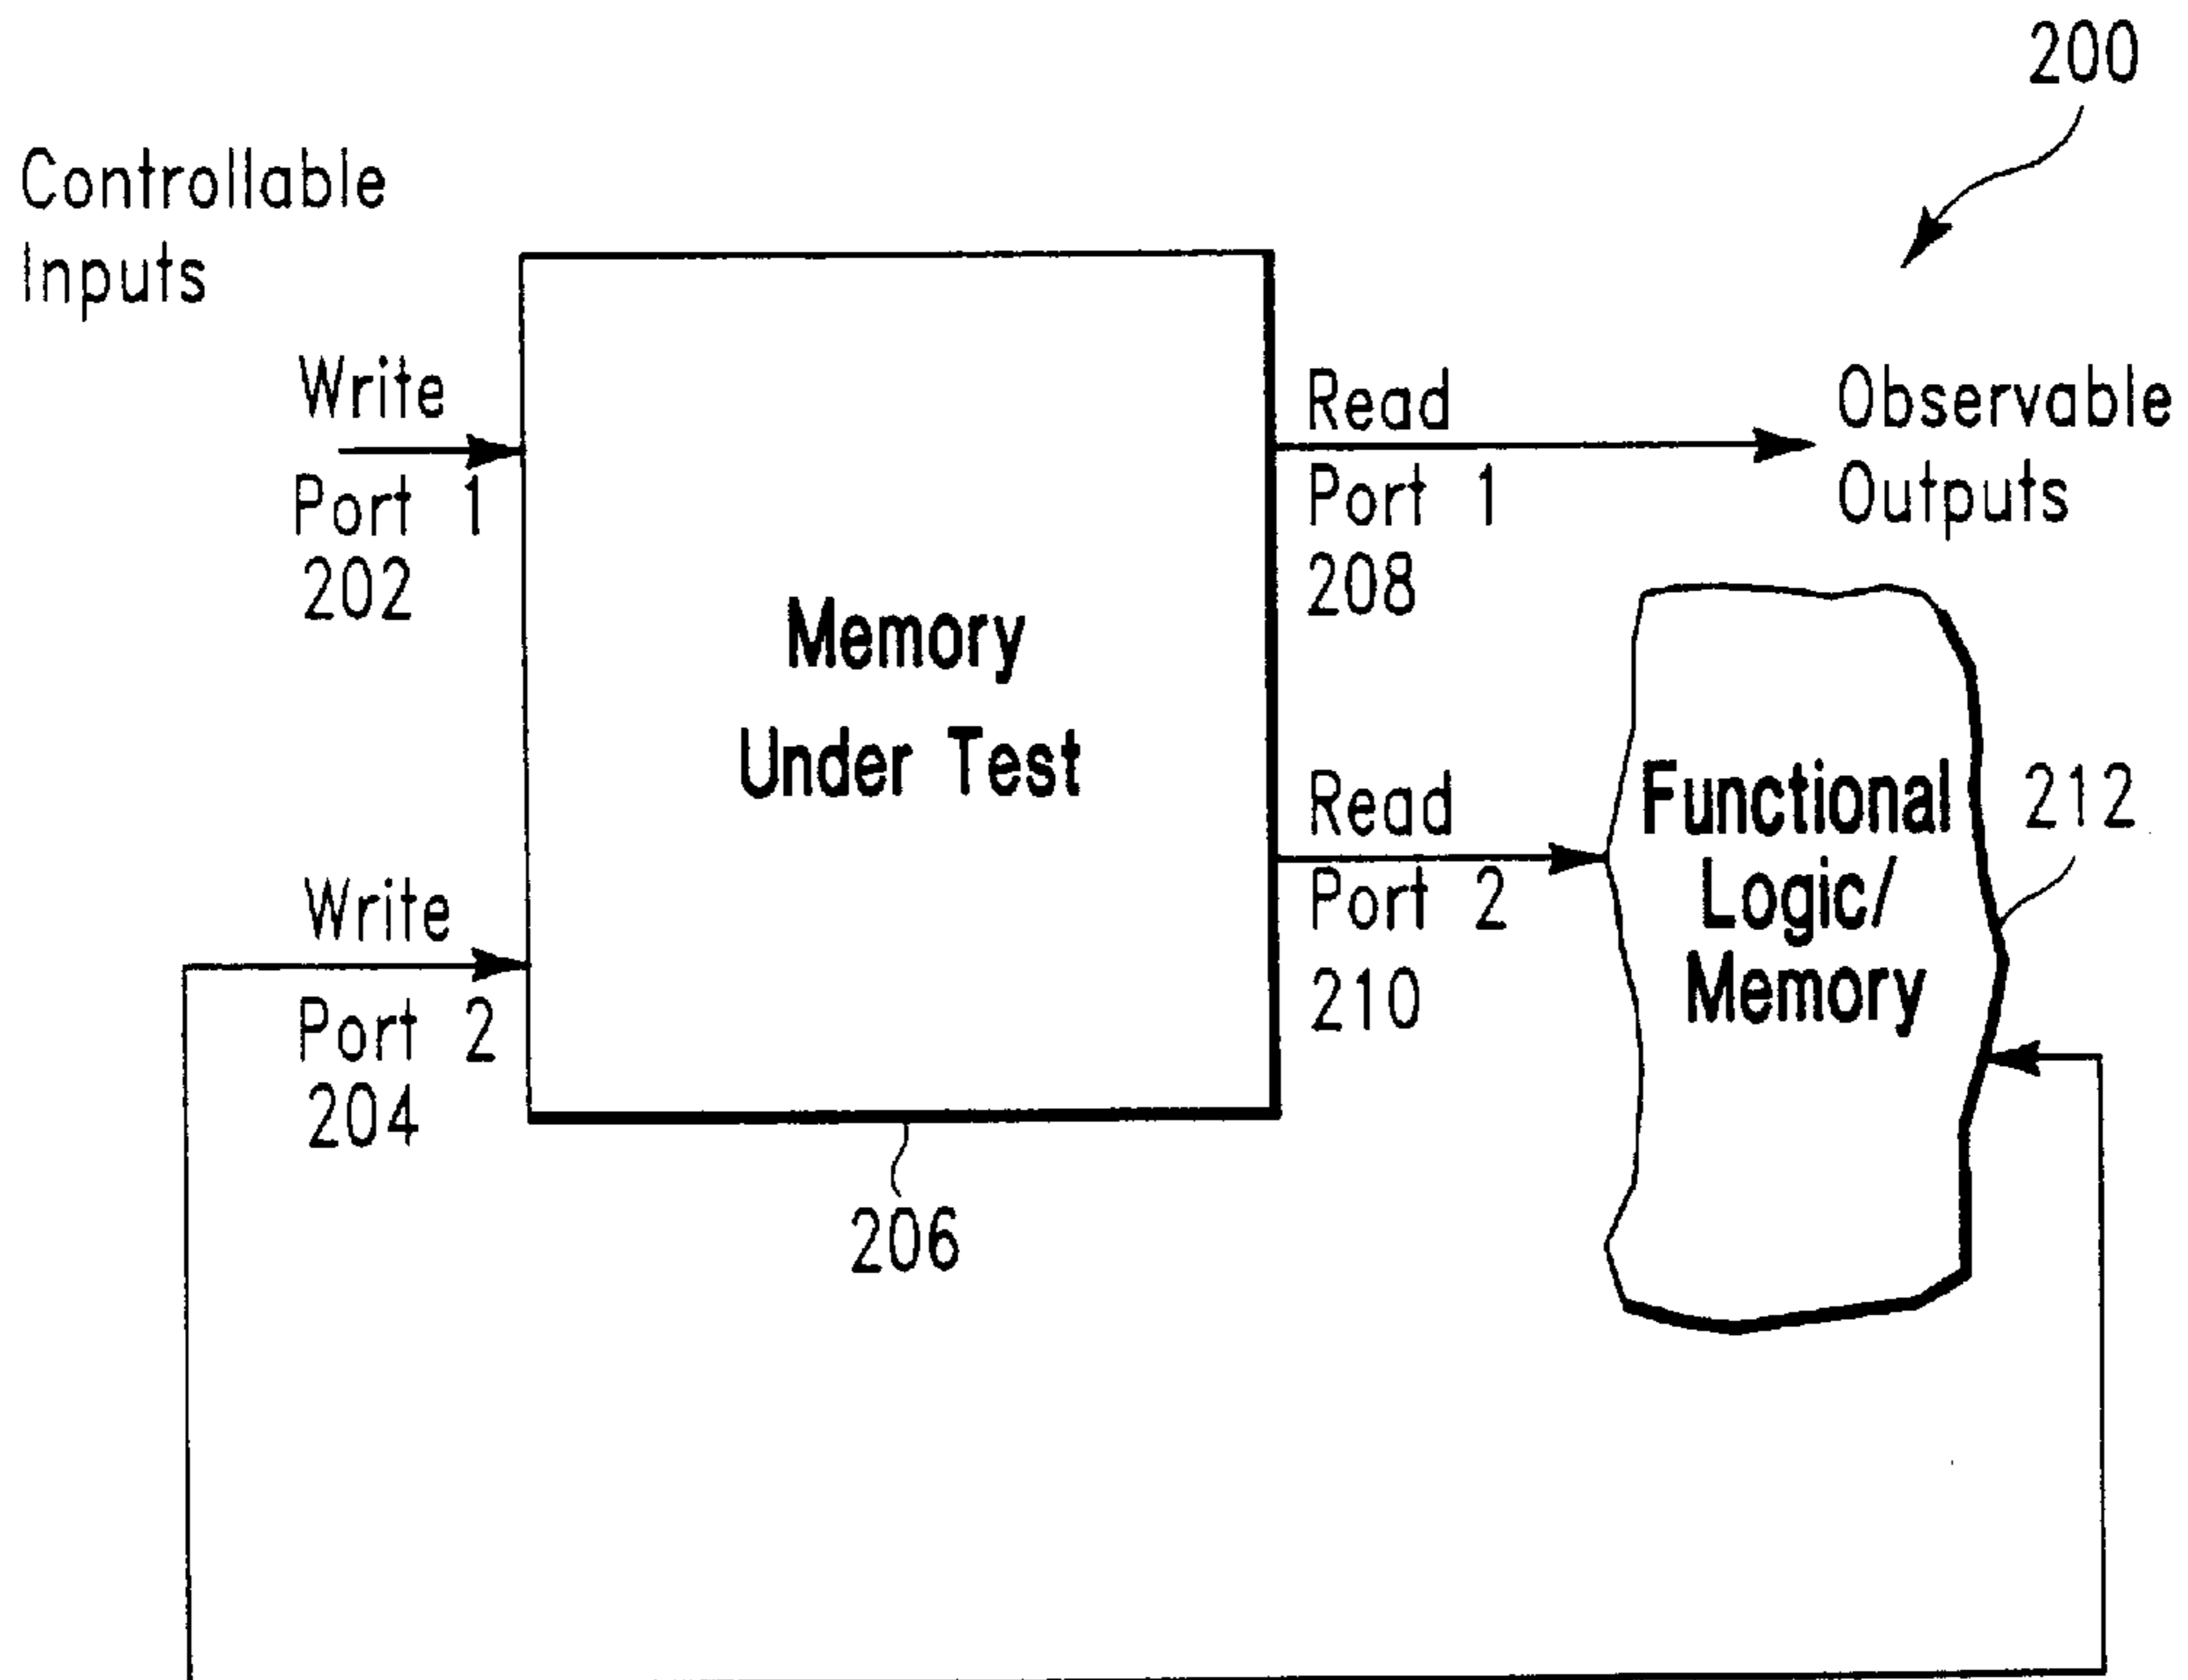 200
Controllable
Inputs
Write
Port 1
202
Read
Port 1
208
Observable
Outputs
Memory
Under Test
Write
Port 2
204
Read
Port 2
210
Functional
Logic/
Memory
212
206